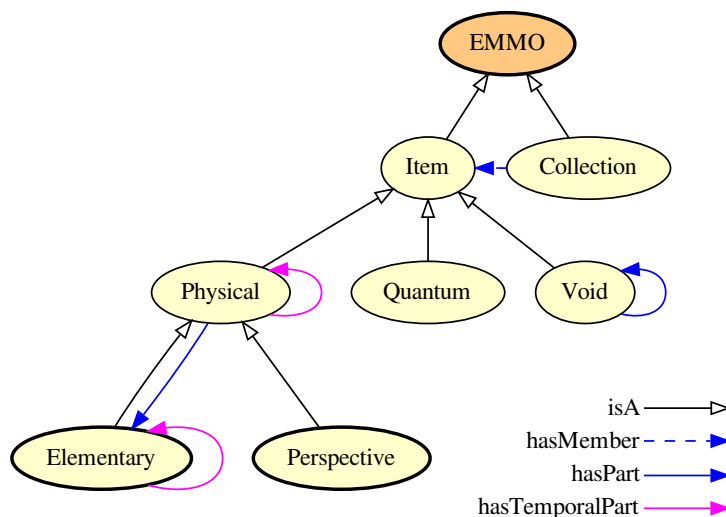 EMMO
Item
Collection
Physical
Quantum
Void
Elementary
Perspective
isA
hasMember
hasPart
hasTemporalPart